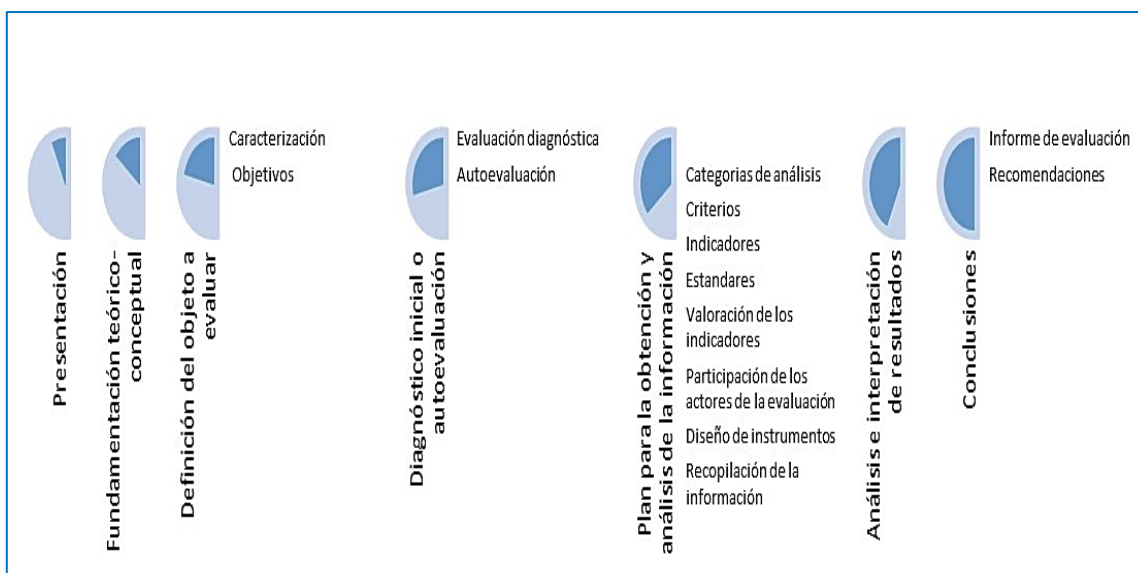 Presentación
Fundamentación teórico-
conceptual
Definición del objeto a
evaluar
Caracterización
Objetivos
Diagnóstico inicial o
autoevaluación
Evaluación diagnóstica
Autoevaluación
Plan para la obtención y
análisis de la información
Categorias de análisis
Criterios
Indicadores
Estandares
Valoración de los
indicadores
Participación de los
actores de la evaluación
Diseño de instrumentos
Recopilación de la
información
Análisis e interpretación
de resultados
Conclusiones
Informe de evaluación
Recomendaciones